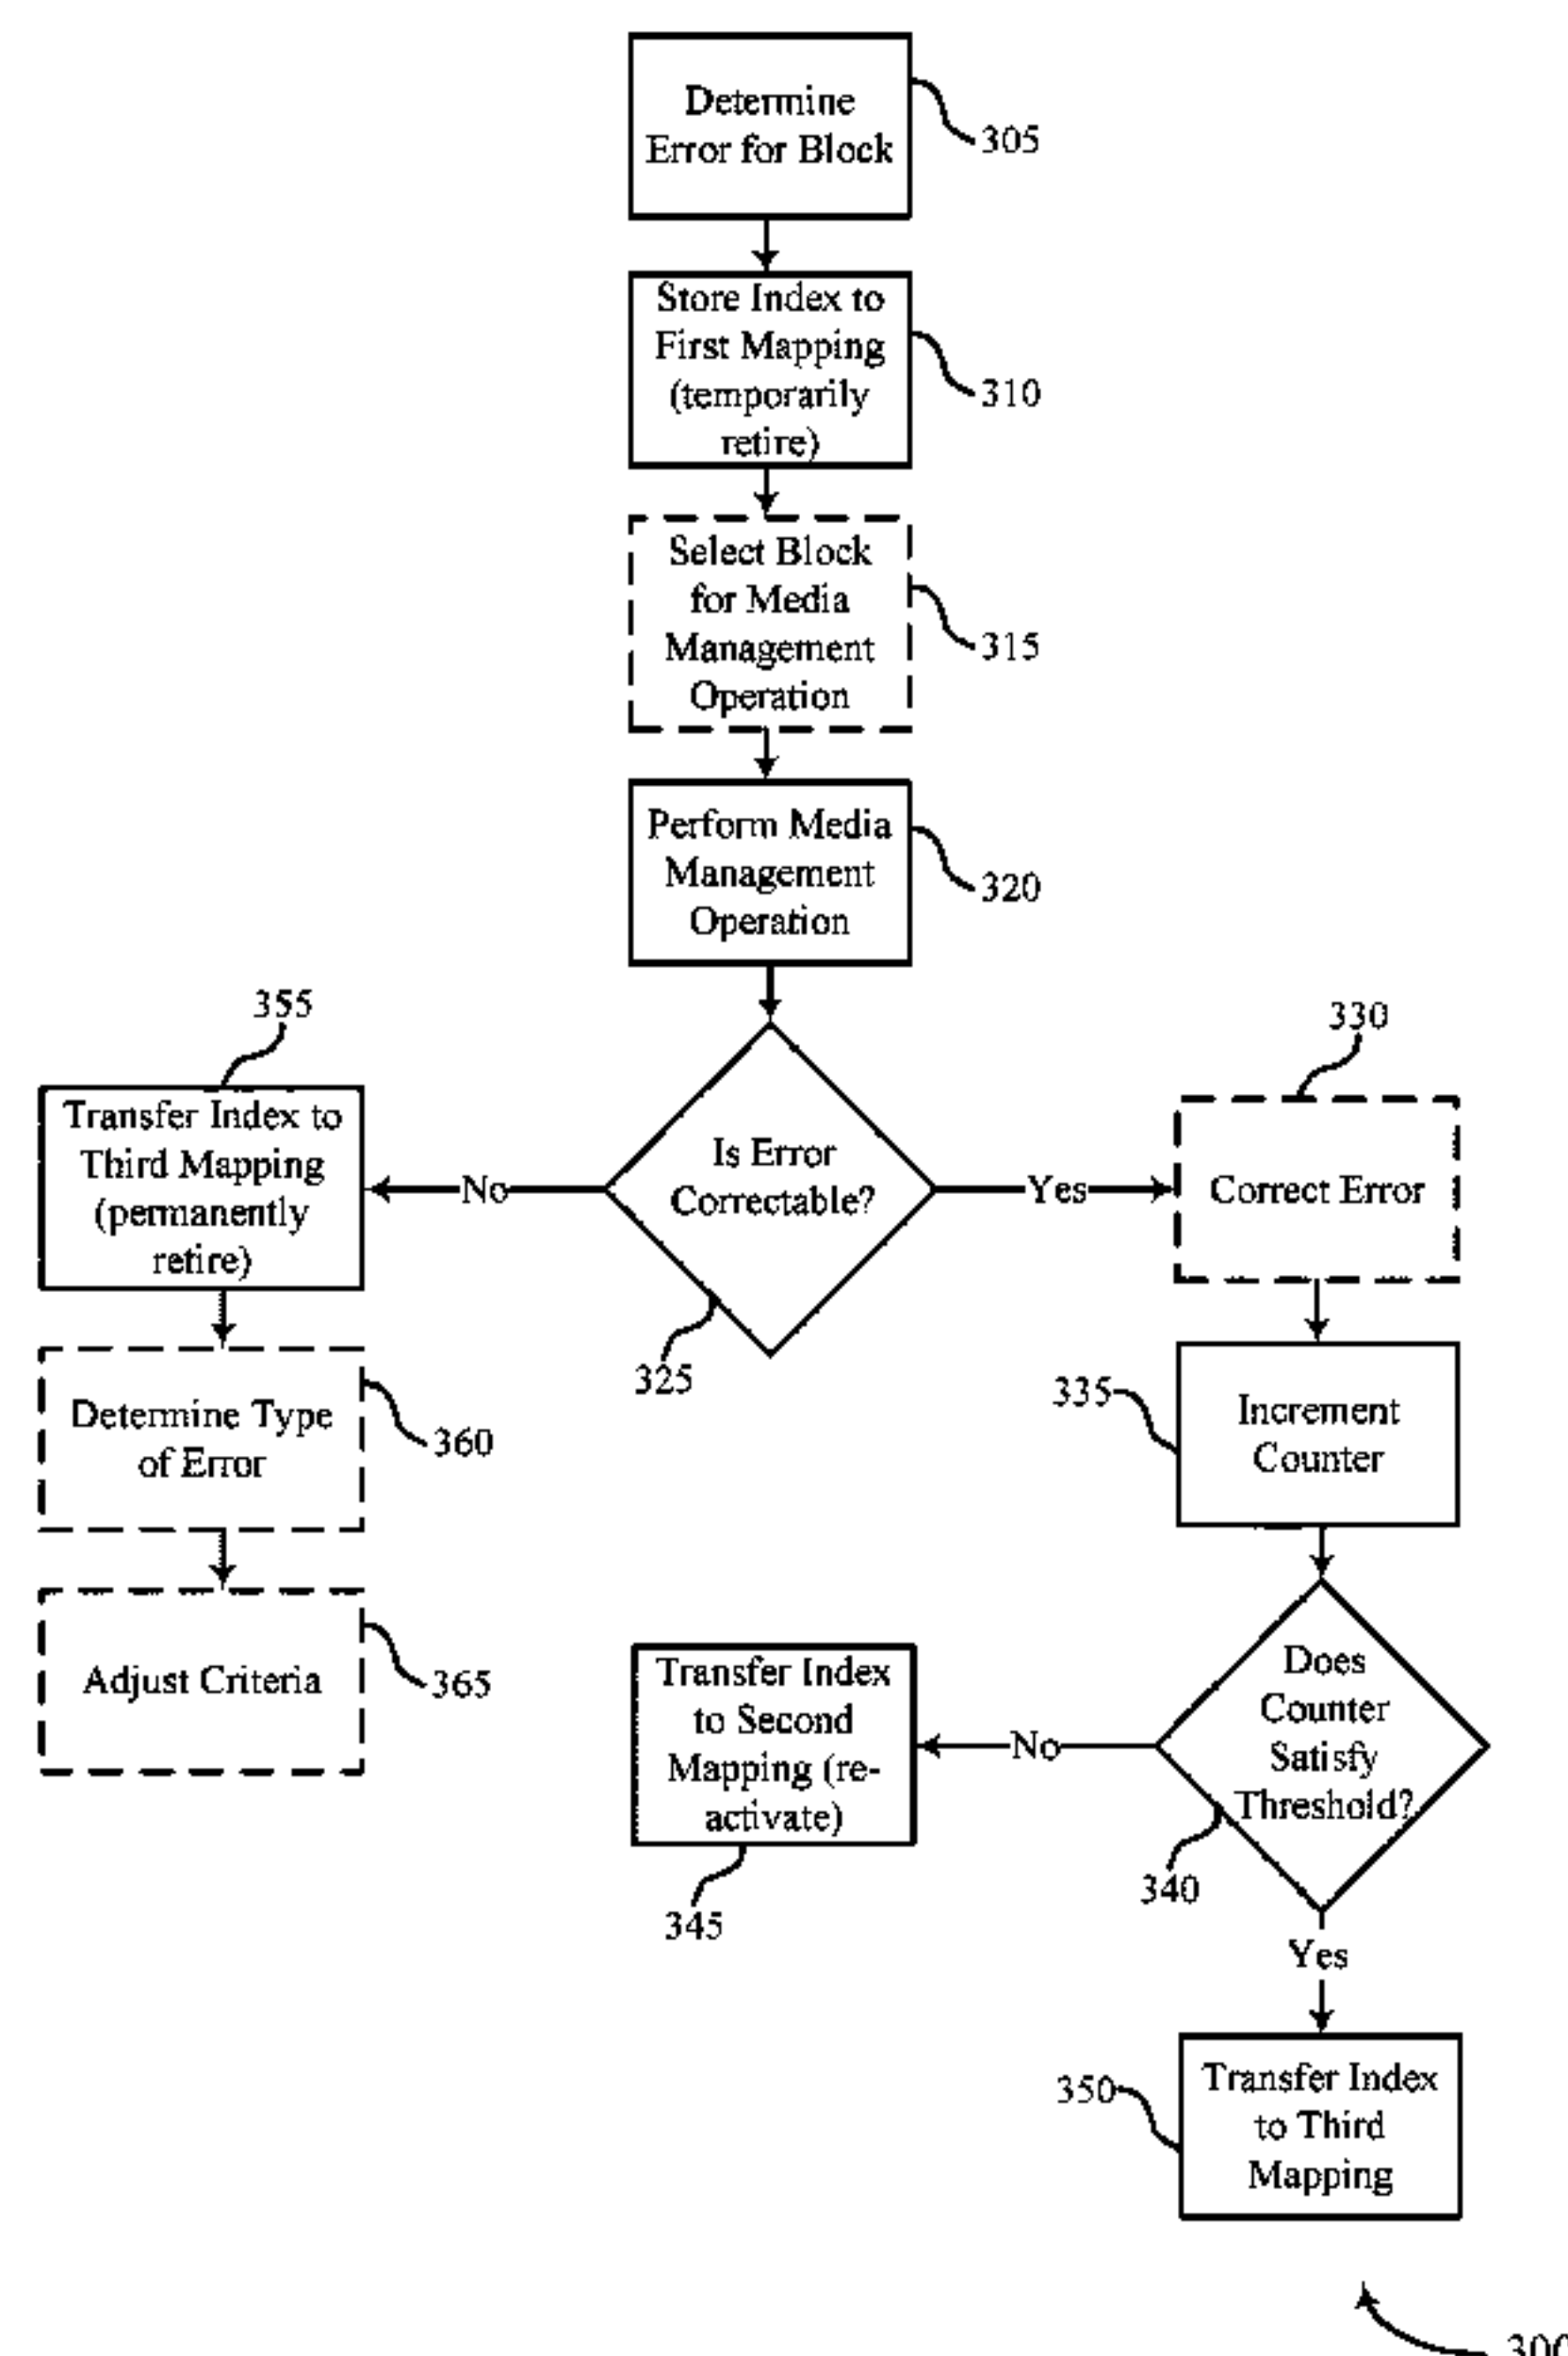 Determine
Error for Block
305
Store Index to
First Mapping
(temporarily
retire)
310
Select Block
for Media
Management
Operation
315
Perform Media
Management
Operation
320
355
Transfer Index to
Third Mapping
(permanently
retire)
No
Is Error
Correctable?
325
Yes
330
Correct Error
Determine Type
of Error
360
335
Increment
Counter
Adjust Criteria
365
Transfer Index
to Second
Mapping (re-
activate)
345
No
Does
Counter
Satisfy
Threshold?
340
Yes
350
Transfer Index
to Third
Mapping
300